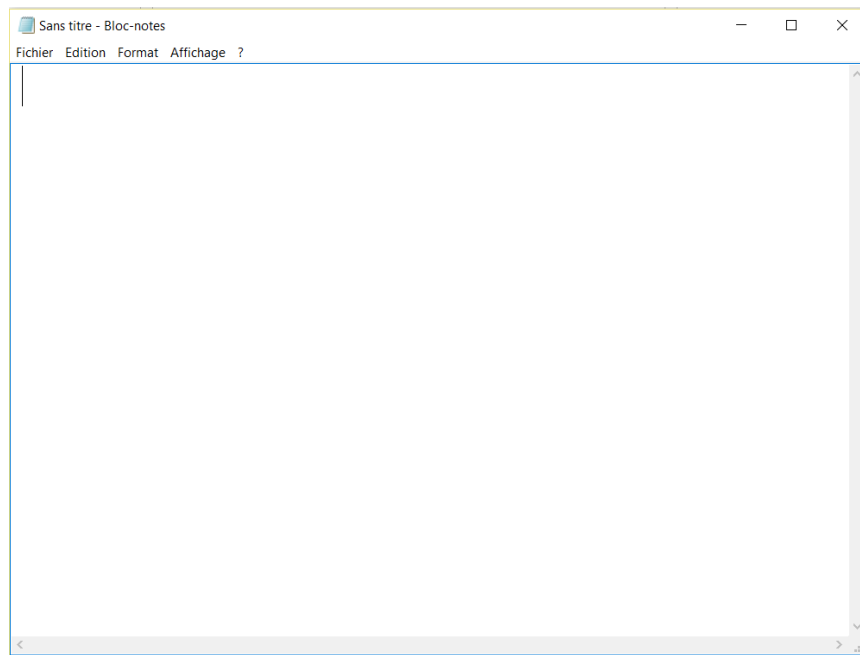 Sans titre - Bloc-notes
Fichier Edition Format Affichage ?